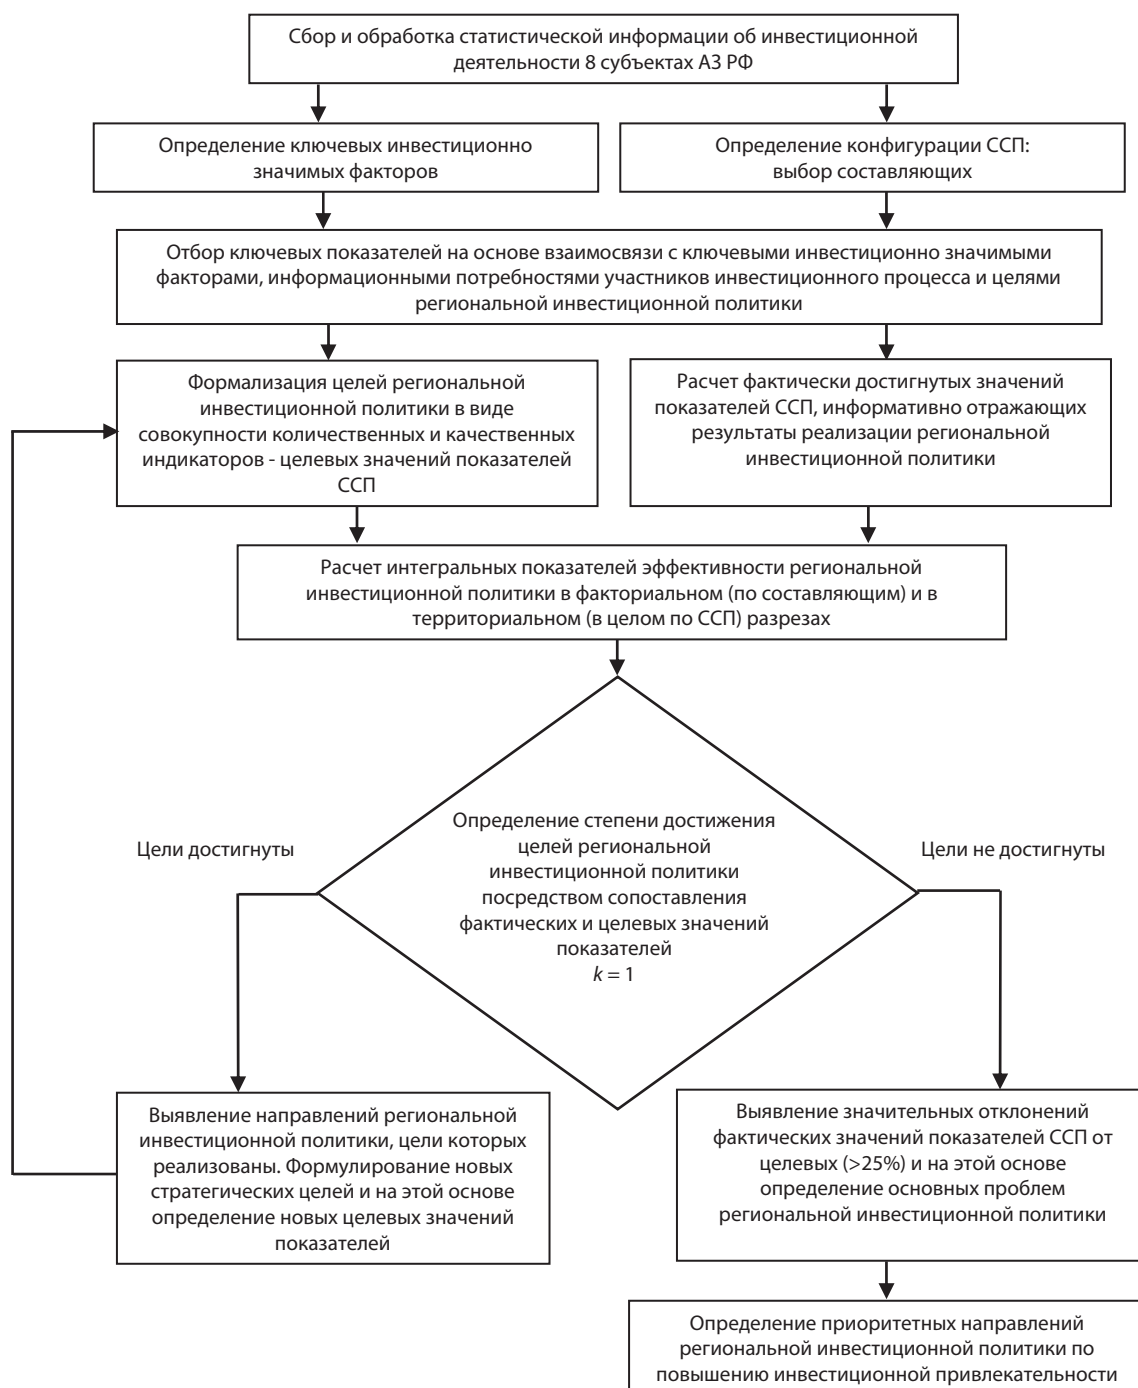 Сбор и обработка статистической информации об инвестиционной
деятельности 8 субъектах АЗ РФ
Определение ключевых инвестиционно
значимых факторов
Определение конфигурации ССП:
выбор составляющих
Отбор ключевых показателей на основе взаимосвязи с ключевыми инвестиционно значимыми
факторами, информационными потребностями участников инвестиционного процесса и целями
региональной инвестиционной политики
Формализация целей региональной
инвестиционной политики в виде
совокупности количественных и качественных
индикаторов - целевых значений показателей
ССП
Расчет фактически достигнутых значений
показателей ССП, информативно отражающих
результаты реализации региональной
инвестиционной политики
Расчет интегральных показателей эффективности региональной
инвестиционной политики в факториальном (по составляющим) и в
территориальном (в целом по ССП) разрезах
Цели достигнуты
Определение степени достижения
целей региональной
инвестиционной политики
посредством сопоставления
фактических и целевых значений
показателей
k = 1
Цели не достигнуты
Выявление направлений региональной
инвестиционной политики, цели которых
реализованы. Формулирование новых
стратегических целей и на этой основе
определение новых целевых значений
показателей
Выявление значительных отклонений
фактических значений показателей ССП от
целевых (>25%) и на этой основе
определение основных проблем
региональной инвестиционной политики
Определение приоритетных направлений
региональной инвестиционной политики по
повышению инвестиционной привлекательности